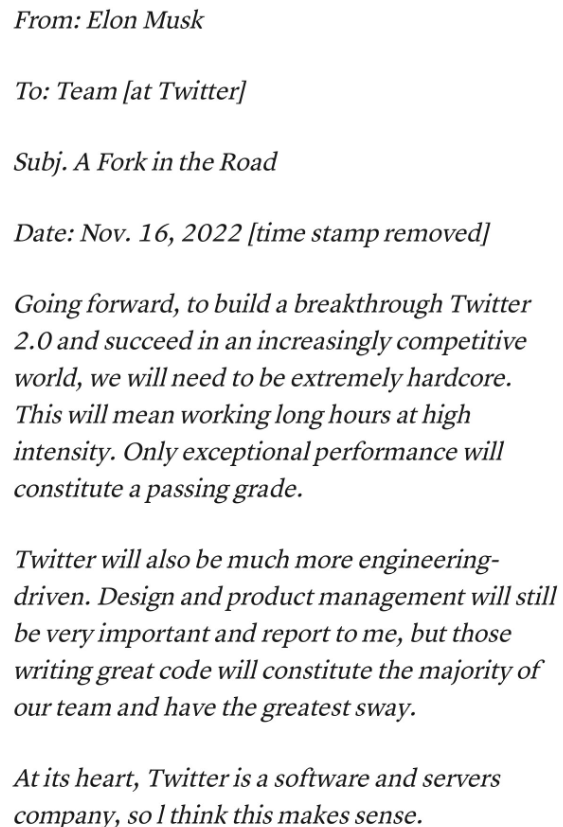 From: Elon Musk
To: Team [at Twitter]
Subj. A Fork in the Road
Date: Nov. 16, 2022 [time stamp removed]
Going forward, to build a breakthrough Twitter
2.0 and succeed in an increasingly competitive
world, we will need to be extremely hardcore.
This will mean working long hours at high
intensity. Only exceptional performance will
constitute a passing grade.
Twitter will also be much more engineering-
driven. Design and product management will still
be very important and report to me, but those
writing great code will constitute the majority of
our team and have the greatest sway.
At its heart, Twitter is a software and servers
company, so l think this makes sense.